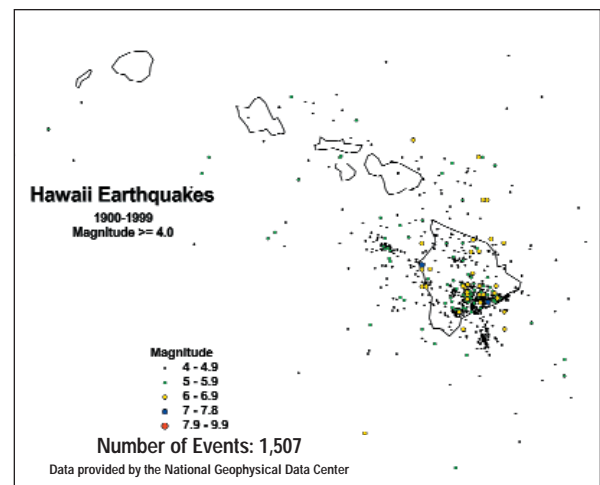 Hawaii Earthquakes
1900-1999
Magnitude >= 4.0
Magnitude
4 - 4.9
5 - 5.9
6 - 6.9
7 - 7.8
7.9 - 9.9
Number of Events: 1,507
Data provided by the National Geophysical Data Center